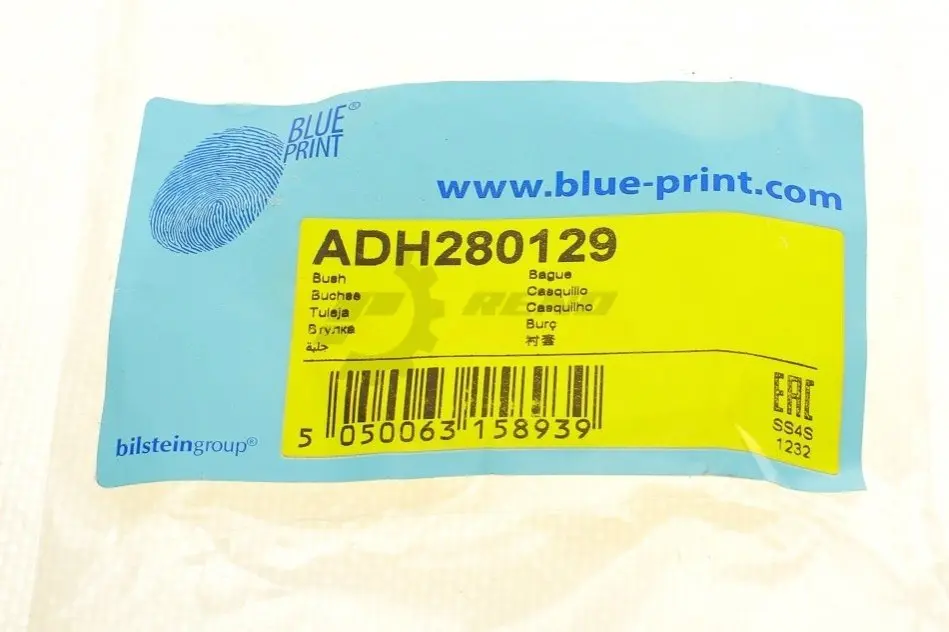 BLUE®
PRINT
www.blue-print.com
ADH280129
Bush
Buchse
Tuleja
Втулка
جلبة
Bague
Casquillo
Casquilho
Burç
衬套
5 050063 158939
EAC
SS4S
1232
bilsteingroup®